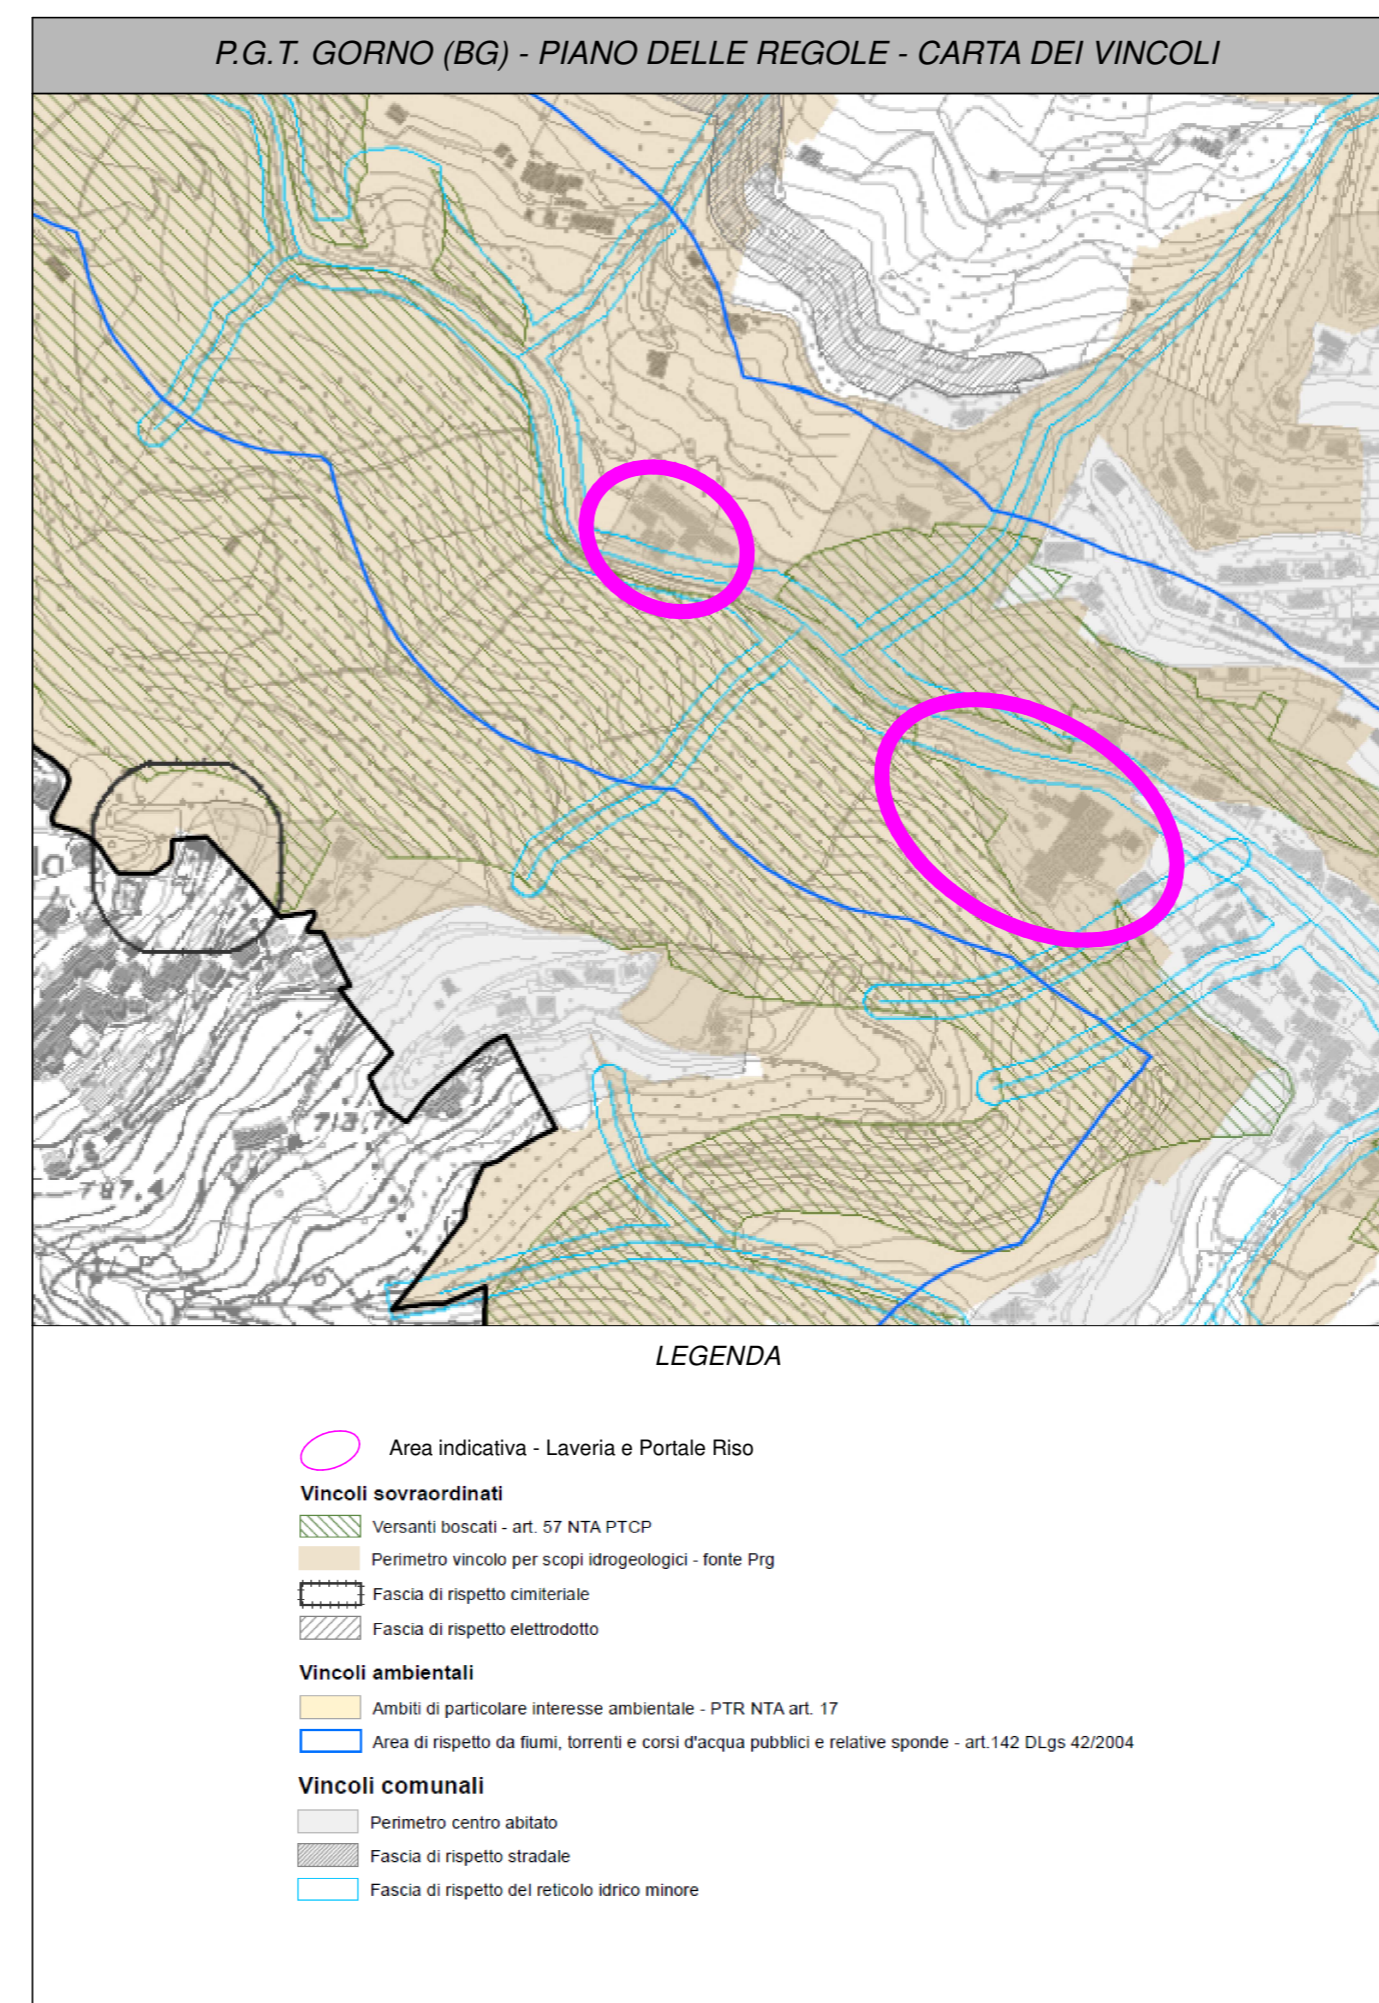 P.G.T. GORNO (BG) - PIANO DELLE REGOLE - CARTA DEI VINCOLI
713,7
787,4
LEGENDA
Area indicativa - Laveria e Portale Riso
Vincoli sovraordinati
Versanti boscati - art. 57 NTA PTCP
Perimetro vincolo per scopi idrogeologici - fonte Prg
Fascia di rispetto cimiteriale
Fascia di rispetto elettrodotto
Vincoli ambientali
Ambiti di particolare interesse ambientale - PTR NTA art. 17
Area di rispetto da fiumi, torrenti e corsi d'acqua pubblici e relative sponde - art.142 DLgs 42/2004
Vincoli comunali
Perimetro centro abitato
Fascia di rispetto stradale
Fascia di rispetto del reticolo idrico minore